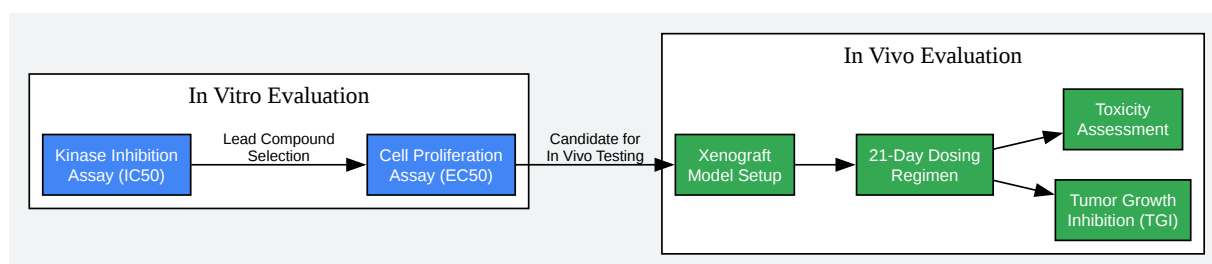 In Vitro Evaluation
Kinase Inhibition
Assay (IC50)
Lead Compound
Selection
Cell Proliferation
Assay (EC50)
Candidate for
In Vivo Testing
In Vivo Evaluation
Xenograft
Model Setup
21-Day Dosing
Regimen
Toxicity
Assessment
Tumor Growth
Inhibition (TGI)